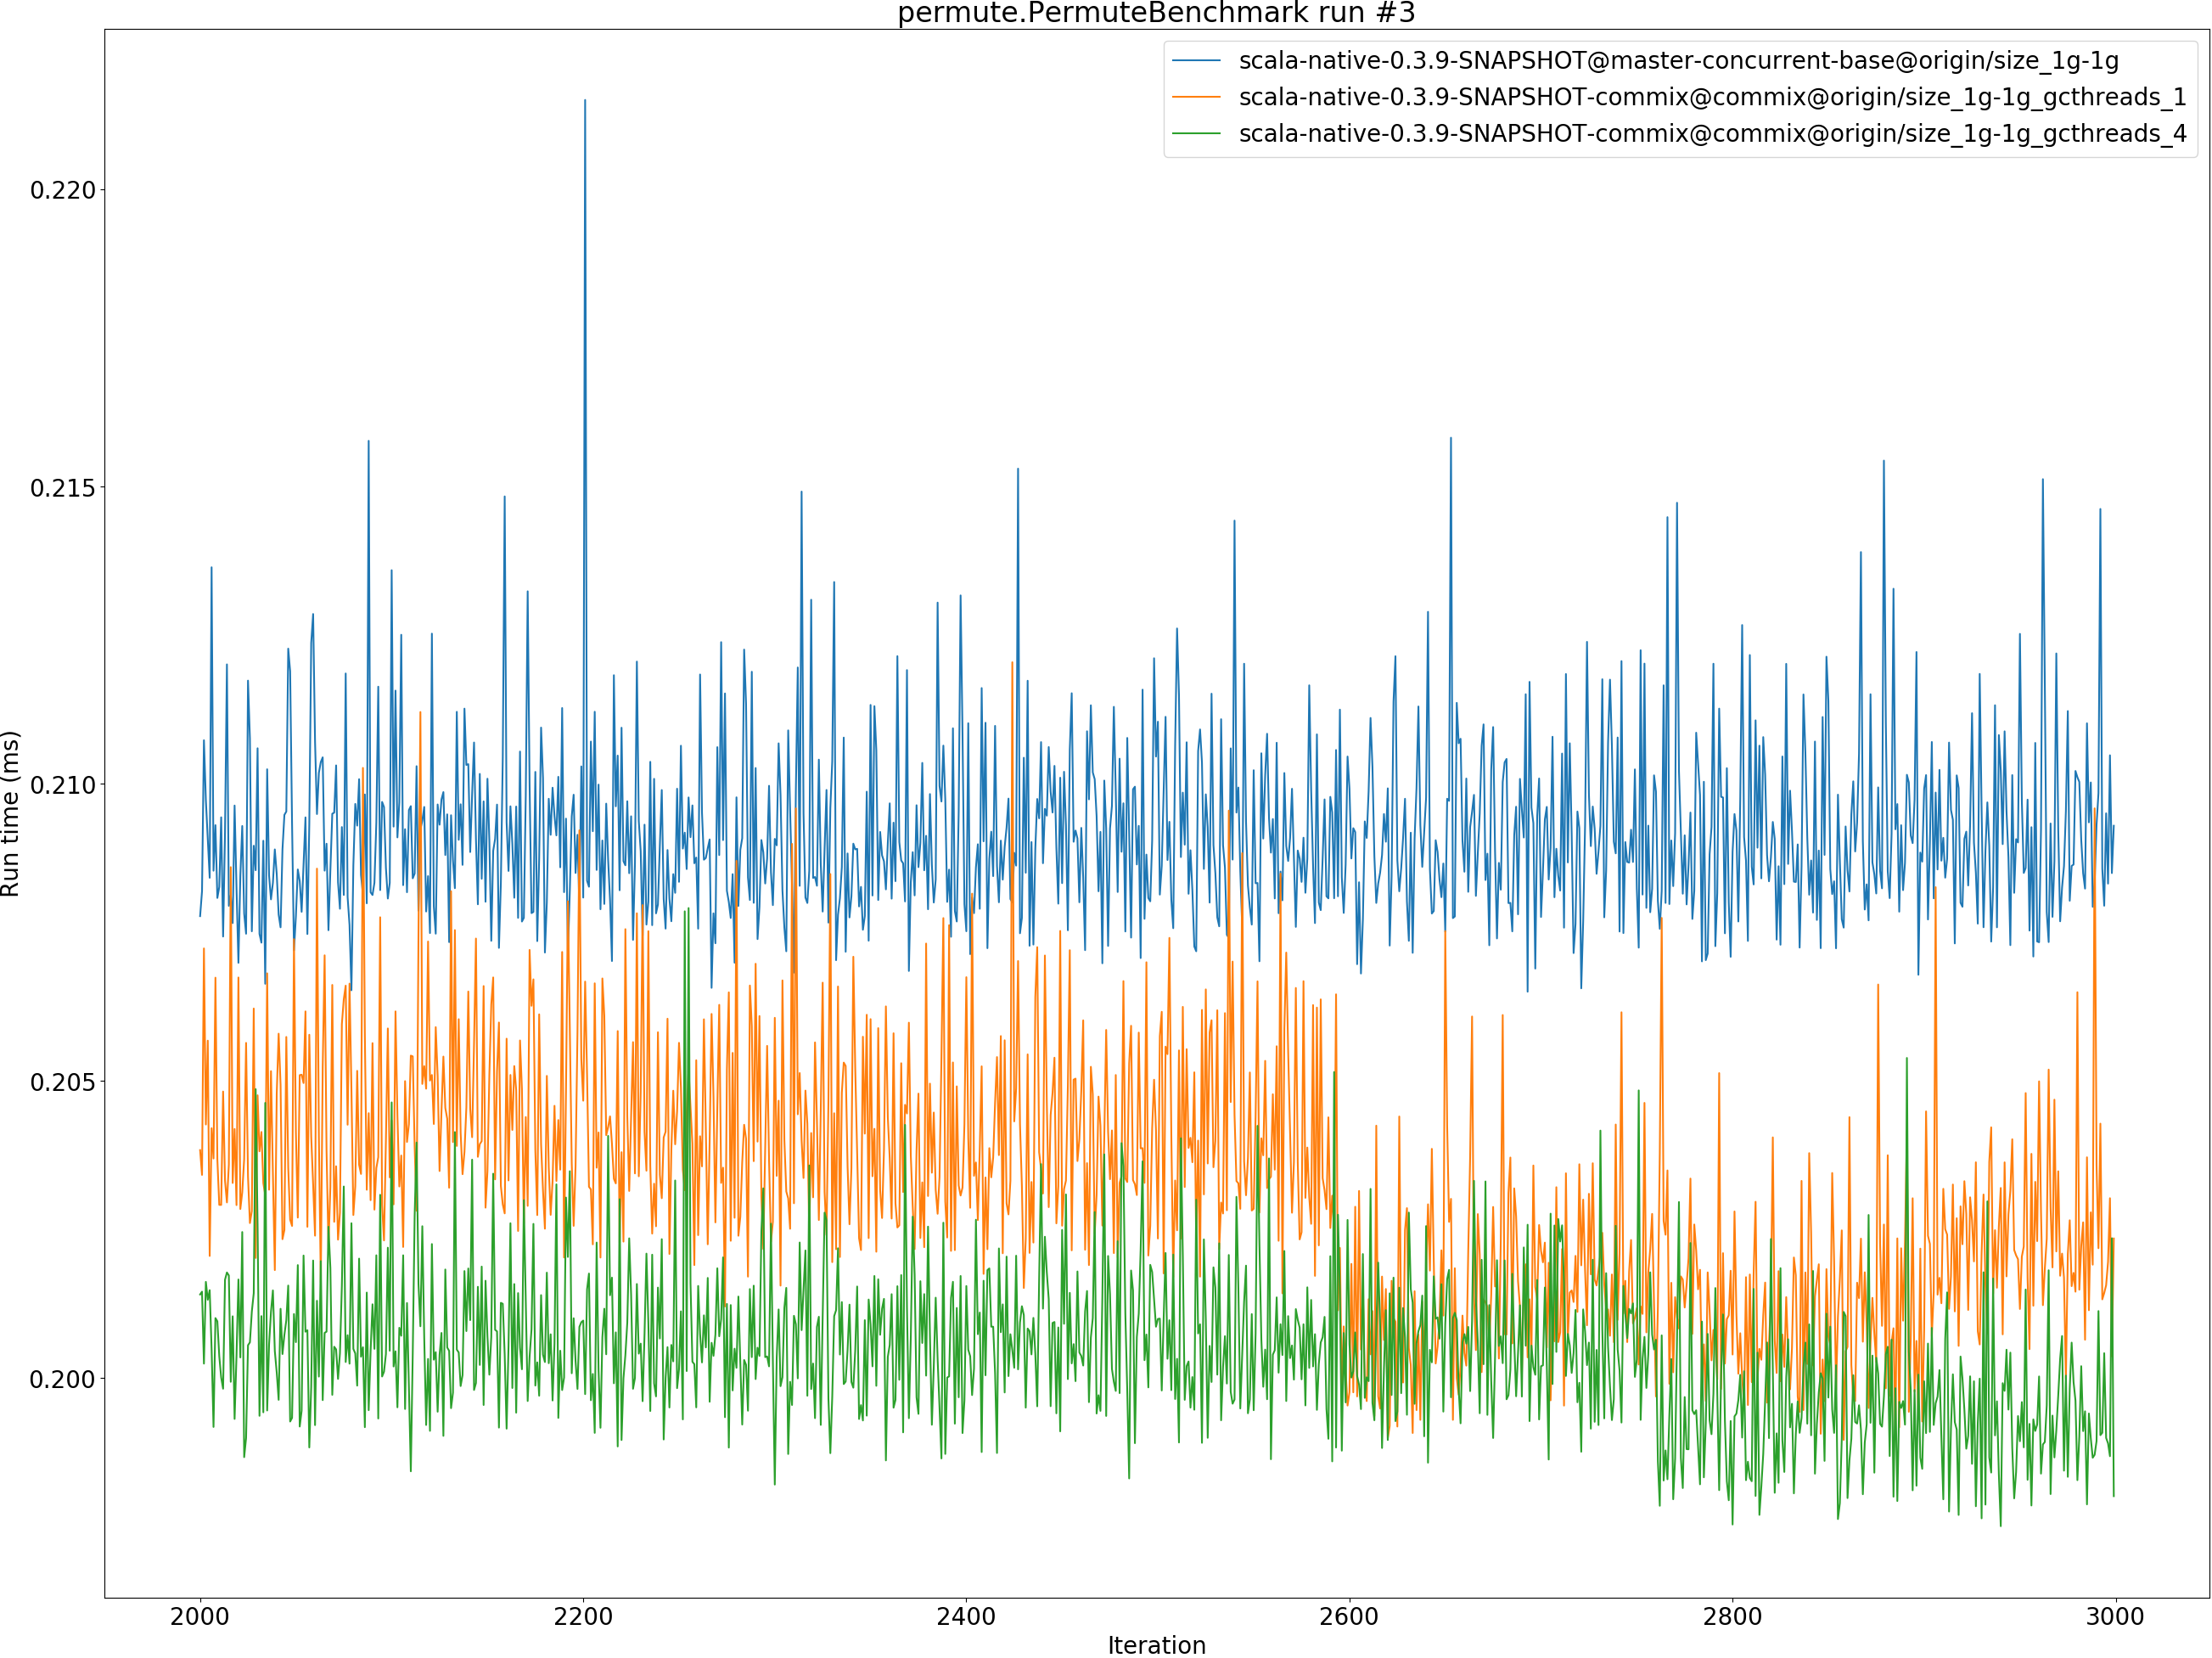 permute.PermuteBenchmark run #3
scala-native-0.3.9-SNAPSHOT@master-concurrent-base@origin/size_1g-1g
scala-native-0.3.9-SNAPSHOT-commix@commix@origin/size_1g-1g_gcthreads_1
scala-native-0.3.9-SNAPSHOT-commix@commix@origin/size_1g-1g_gcthreads_4
Run time (ms)
0.220
0.215
0.210
0.205
0.200
2000 2200 2400 2600 2800 3000
Iteration